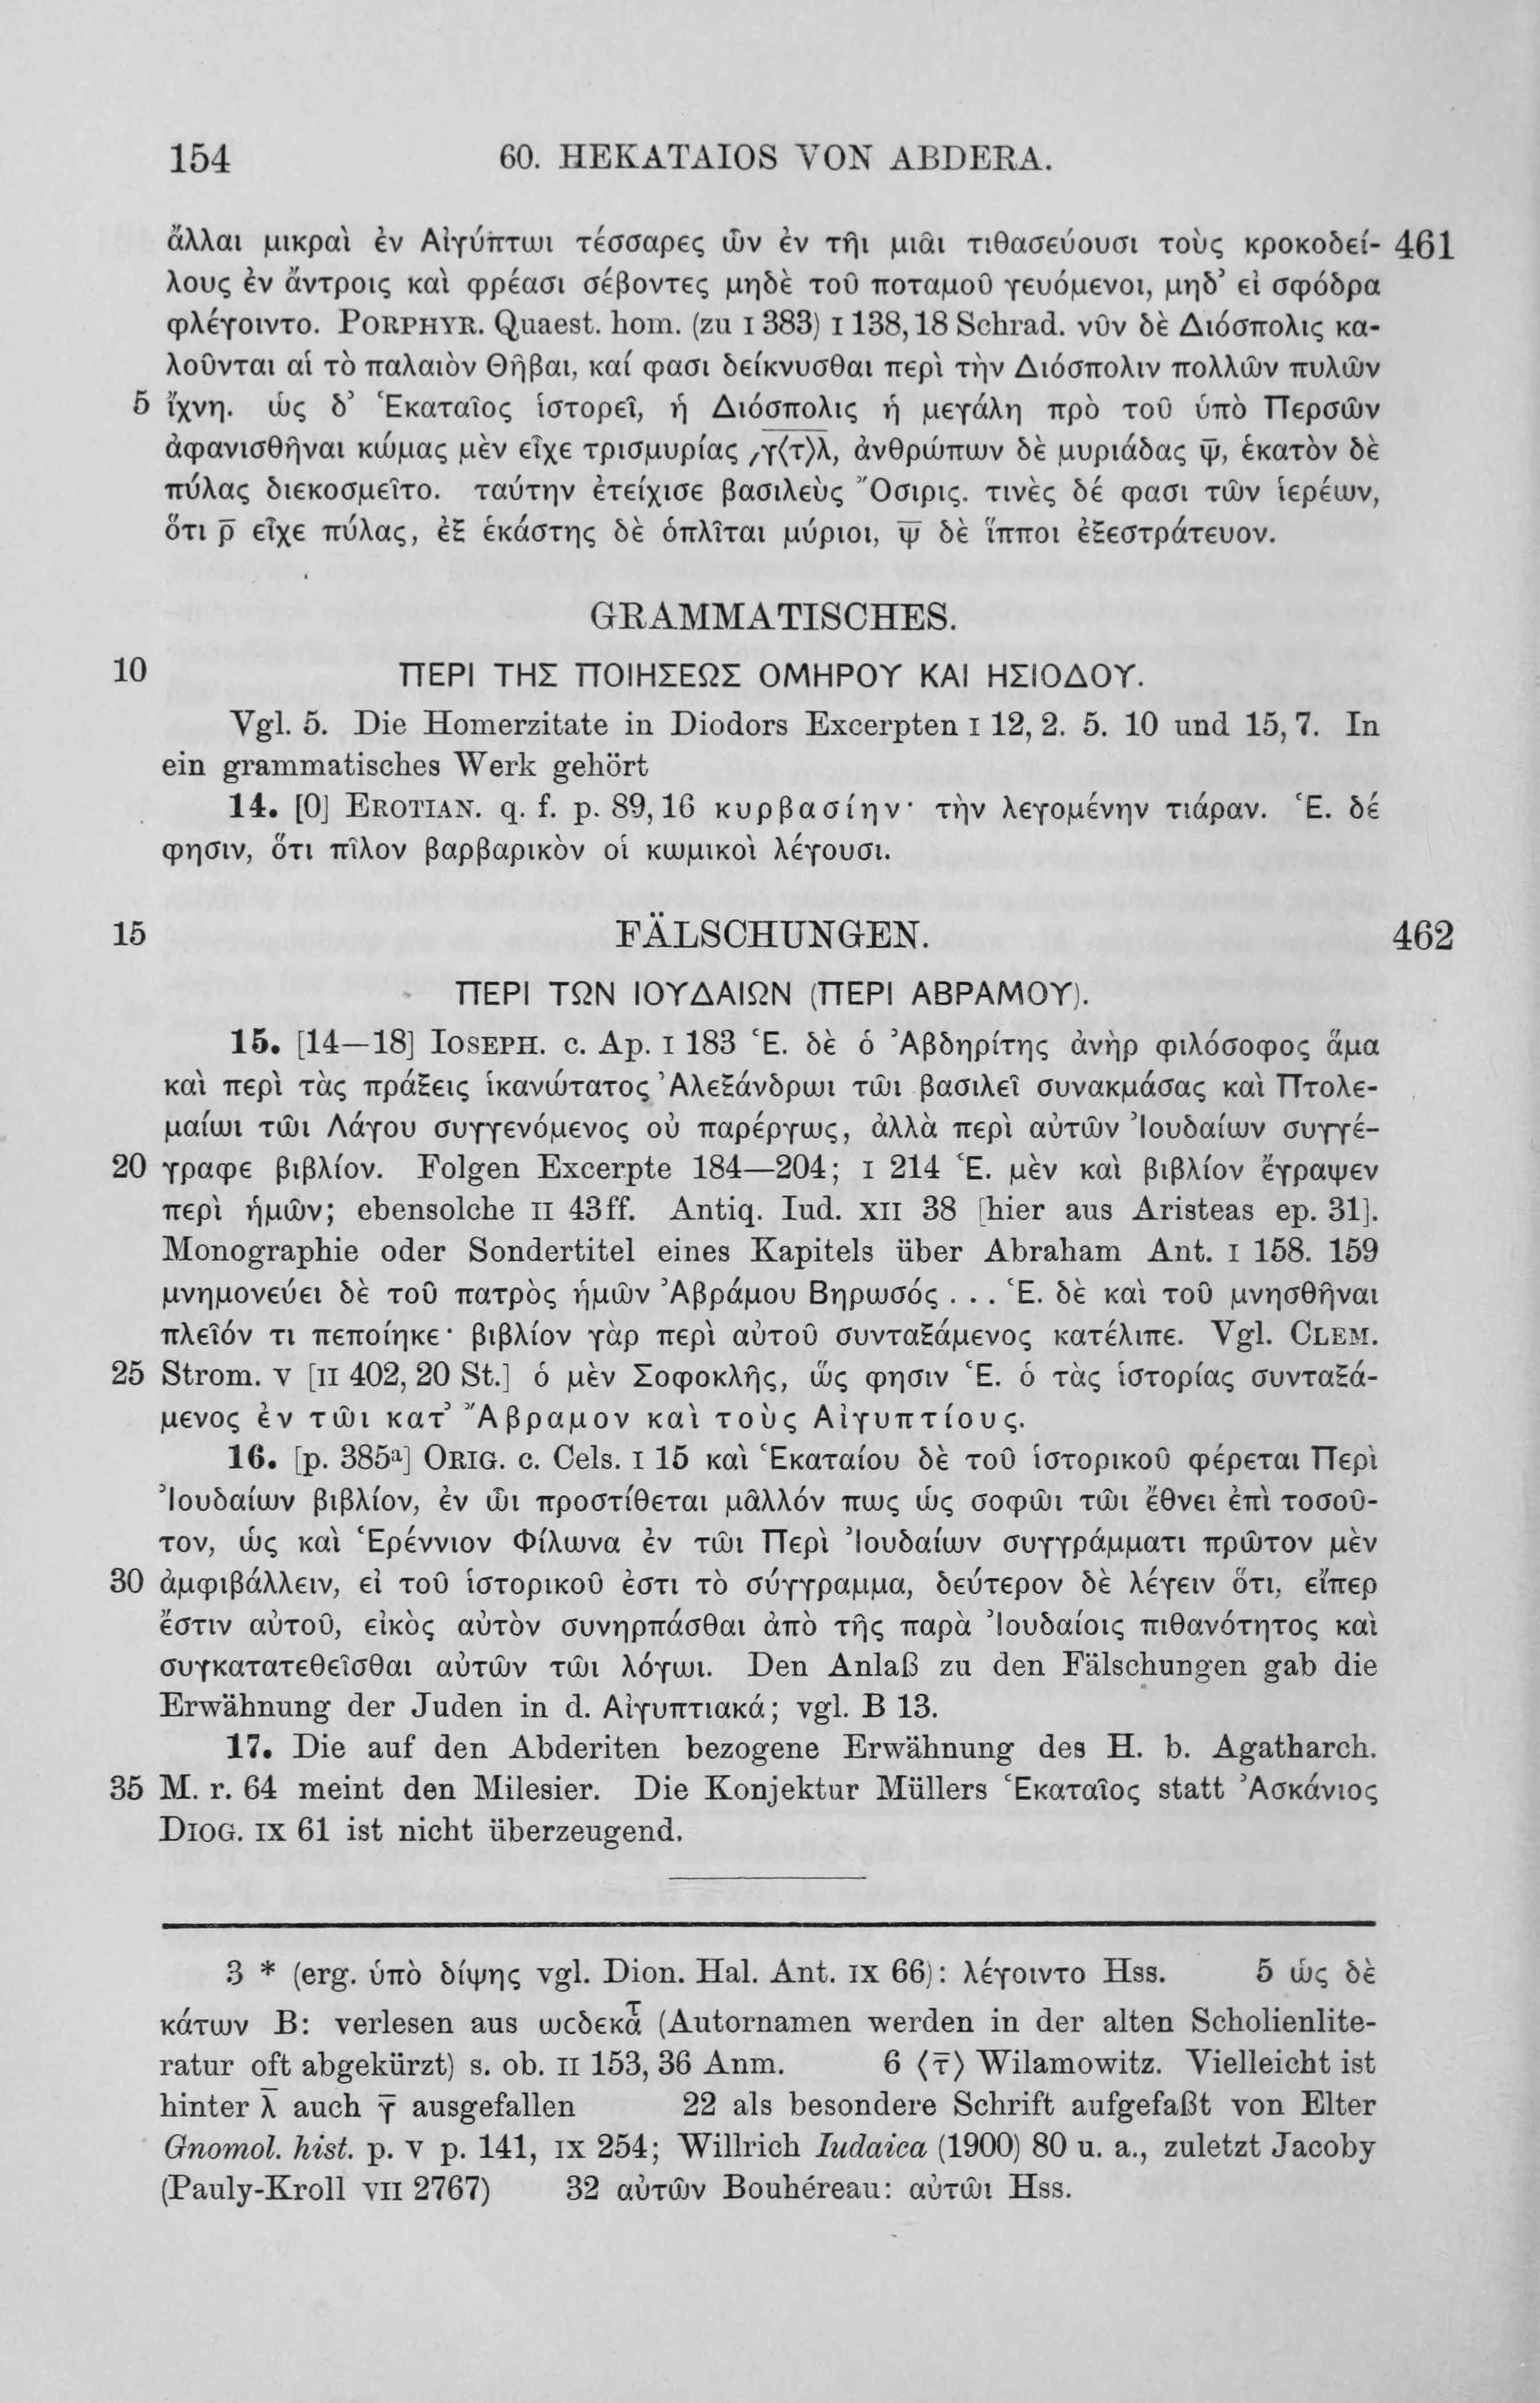 154 60. HEKATAIOS VON ABDERA.
ἄλλαι μικραὶ ἐν Αἰγύπτωι τέσσαρες ὧν ἐν τῆι μιᾶι τιθασεύουσι τοὺς κροκοδεί- 461
λους ἐν ἄντροις καὶ φρέασι σέβοντες μηδὲ τοῦ ποταμοῦ γευόμενοι, μηδ’ εἰ σφόδρα
φλέγοιντο. PORPHYR. Quaest. hom. (zu I 383) I 138,18 Schrad. νῦν δὲ Διόσπολις κα-
λοῦνται αἱ τὸ παλαιὸν Θῆβαι, καί φασι δείκνυσθαι περὶ τὴν Διόσπολιν πολλῶν πυλῶν
5 ἴχνη. ὡς δ’ Ἑκαταῖος ἱστορεῖ, ἡ Διόσπολις ἡ μεγάλη πρὸ τοῦ ὑπὸ Περσῶν
ἀφανισθῆναι κώμας μὲν εἶχε τρισμυρίας ͵γ⟨τ⟩λ, ἀνθρώπων δὲ μυριάδας ψ̅, ἑκατὸν δὲ
πύλας διεκοσμεῖτο. ταύτην ἐτείχισε βασιλεὺς Ὄσιρις. τινὲς δέ φασι τῶν ἱερέων,
ὅτι ρ̅ εἶχε πύλας, ἐξ ἑκάστης δὲ ὁπλῖται μύριοι, ψ̅ δὲ ἵπποι ἐξεστράτευον.
GRAMMATISCHES.
10 ΠΕΡΙ ΤΗΣ ΠΟΙΗΣΕΩΣ ΟΜΗΡΟΥ ΚΑΙ ΗΣΙΟΔΟΥ.
Vgl. 5. Die Homerzitate in Diodors Excerpten I 12, 2. 5. 10 und 15, 7. In
ein grammatisches Werk gehört
14. [0] EROTIAN. q. f. p. 89,16 κυρβασίην· τὴν λεγομένην τιάραν. Ἑ. δέ
φησιν, ὅτι πῖλον βαρβαρικὸν οἱ κωμικοὶ λέγουσι.
15 FÄLSCHUNGEN. 462
ΠΕΡΙ ΤΩΝ ΙΟΥΔΑΙΩΝ (ΠΕΡΙ ΑΒΡΑΜΟΥ).
15. [14—18] IOSEPH. c. Ap. I 183 Ἑ. δὲ ὁ Ἀβδηρίτης ἀνὴρ φιλόσοφος ἅμα
καὶ περὶ τὰς πράξεις ἱκανώτατος Ἀλεξάνδρωι τῶι βασιλεῖ συνακμάσας καὶ Πτολε-
μαίωι τῶι Λάγου συγγενόμενος οὐ παρέργως, ἀλλὰ περὶ αὐτῶν Ἰουδαίων συγγέ-
20 γραφε βιβλίον. Folgen Excerpte 184—204; I 214 Ἑ. μὲν καὶ βιβλίον ἔγραψεν
περὶ ἡμῶν; ebensolche II 43ff. Antiq. Iud. XII 38 [hier aus Aristeas ep. 31].
Monographie oder Sondertitel eines Kapitels über Abraham Ant. I 158. 159
μνημονεύει δὲ τοῦ πατρὸς ἡμῶν Ἀβράμου Βηρωσός . . . Ἑ. δὲ καὶ τοῦ μνησθῆναι
πλεῖόν τι πεποίηκε· βιβλίον γὰρ περὶ αὐτοῦ συνταξάμενος κατέλιπε. Vgl. CLEM.
25 Strom. V [II 402, 20 St.] ὁ μὲν Σοφοκλῆς, ὥς φησιν Ἑ. ὁ τὰς ἱστορίας συνταξά-
μενος ἐν τῶι κατ’ Ἄβραμον καὶ τοὺς Αἰγυπτίους.
16. [p. 385ᵃ] ORIG. c. Cels. I 15 καὶ Ἑκαταίου δὲ τοῦ ἱστορικοῦ φέρεται Περὶ
Ἰουδαίων βιβλίον, ἐν ὧι προστίθεται μᾶλλόν πως ὡς σοφῶι τῶι ἔθνει ἐπὶ τοσοῦ-
τον, ὡς καὶ Ἑρέννιον Φίλωνα ἐν τῶι Περὶ Ἰουδαίων συγγράμματι πρῶτον μὲν
30 ἀμφιβάλλειν, εἰ τοῦ ἱστορικοῦ ἐστι τὸ σύγγραμμα, δεύτερον δὲ λέγειν ὅτι, εἴπερ
ἔστιν αὐτοῦ, εἰκὸς αὐτὸν συνηρπάσθαι ἀπὸ τῆς παρὰ Ἰουδαίοις πιθανότητος καὶ
συγκατατεθεῖσθαι αὐτῶν τῶι λόγωι. Den Anlaß zu den Fälschungen gab die
Erwähnung der Juden in d. Αἰγυπτιακά; vgl. B 13.
17. Die auf den Abderiten bezogene Erwähnung des H. b. Agatharch.
35 M. r. 64 meint den Milesier. Die Konjektur Müllers Ἑκαταῖος statt Ἀσκάνιος
DIOG. IX 61 ist nicht überzeugend.
3 * (erg. ὑπὸ δίψης vgl. Dion. Hal. Ant. IX 66): λέγοιντο Hss. 5 ὡς δὲ
κάτων B: verlesen aus ωϲδεκα̅ᵀ (Autornamen werden in der alten Scholienlite-
ratur oft abgekürzt) s. ob. II 153, 36 Anm. 6 ⟨τ̅⟩ Wilamowitz. Vielleicht ist
hinter λ̅ auch γ̅ ausgefallen 22 als besondere Schrift aufgefaßt von Elter
Gnomol. hist. p. V p. 141, IX 254; Willrich Iudaica (1900) 80 u. a., zuletzt Jacoby
(Pauly-Kroll VII 2767) 32 αὐτῶν Bouhéreau: αὐτῶι Hss.